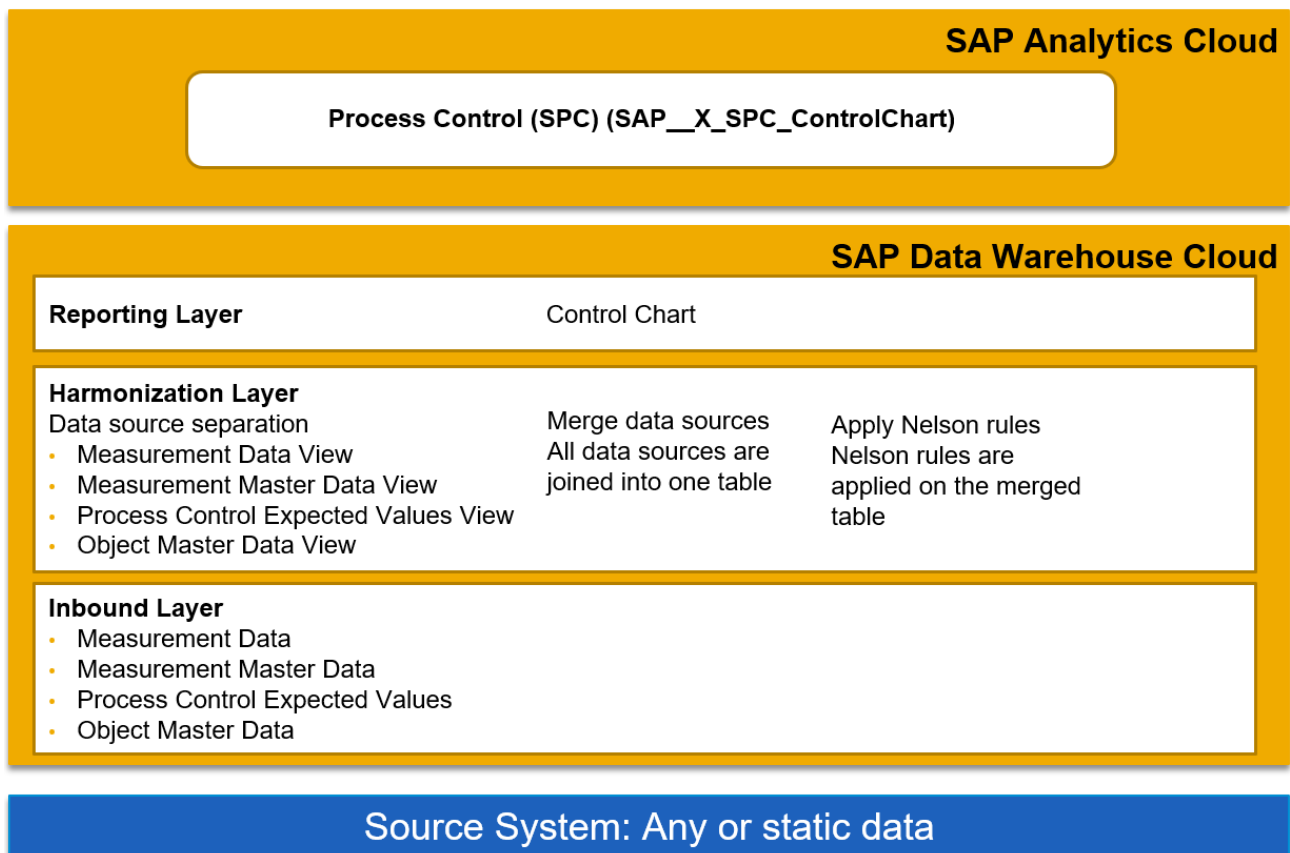 SAP Analytics Cloud
Process Control (SPC) (SAP__X_SPC_ControlChart)
SAP Data Warehouse Cloud
Reporting Layer
Control Chart
Harmonization Layer
Data source separation
• Measurement Data View
• Measurement Master Data View
• Process Control Expected Values View
• Object Master Data View
Merge data sources
All data sources are
joined into one table
Apply Nelson rules
Nelson rules are
applied on the merged
table
Inbound Layer
• Measurement Data
• Measurement Master Data
• Process Control Expected Values
• Object Master Data
Source System: Any or static data